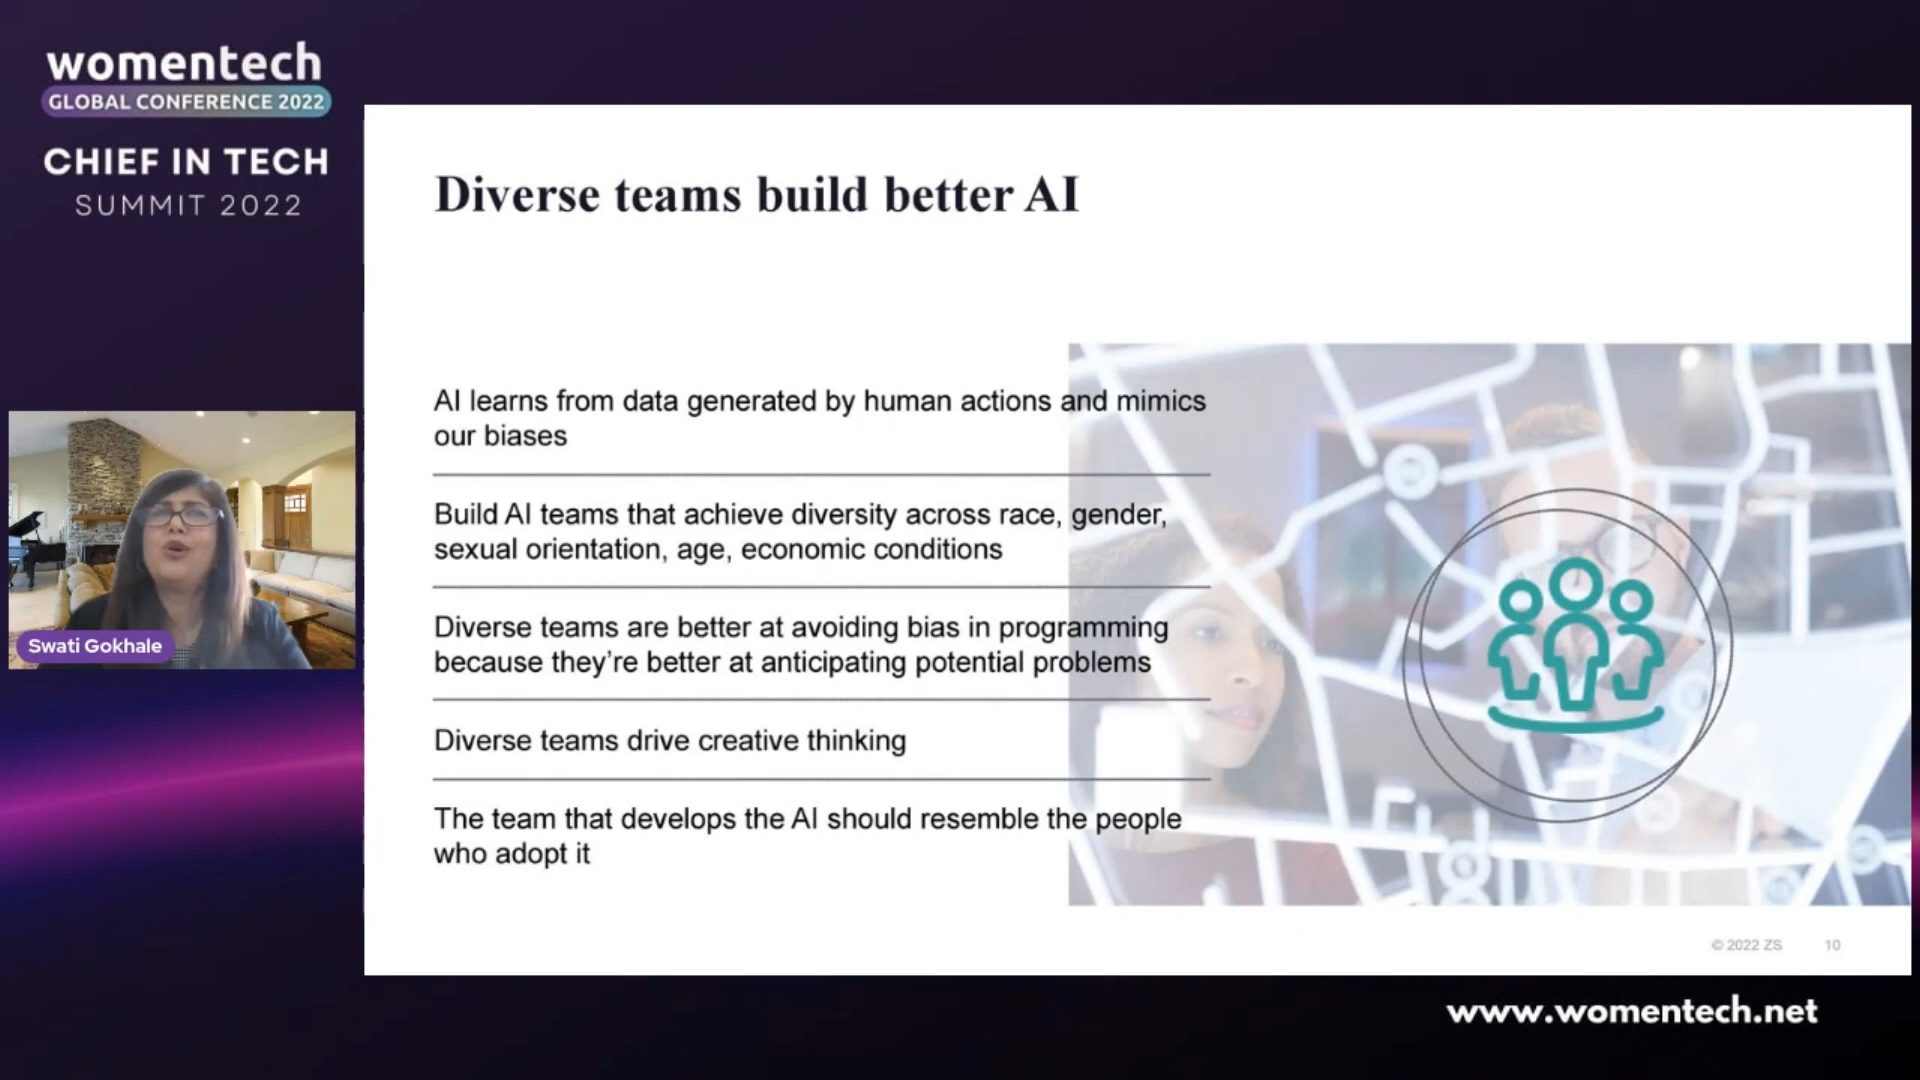 womentech
GLOBAL CONFERENCE 2022
CHIEF IN TECH
SUMMIT 2022
Swati Gokhale
Diverse teams build better AI
AI learns from data generated by human actions and mimics
our biases
Build AI teams that achieve diversity across race, gender,
sexual orientation, age, economic conditions
Diverse teams are better at avoiding bias in programming
because they’re better at anticipating potential problems
Diverse teams drive creative thinking
The team that develops the AI should resemble the people
who adopt it
© 2022 ZS 10
www.womentech.net